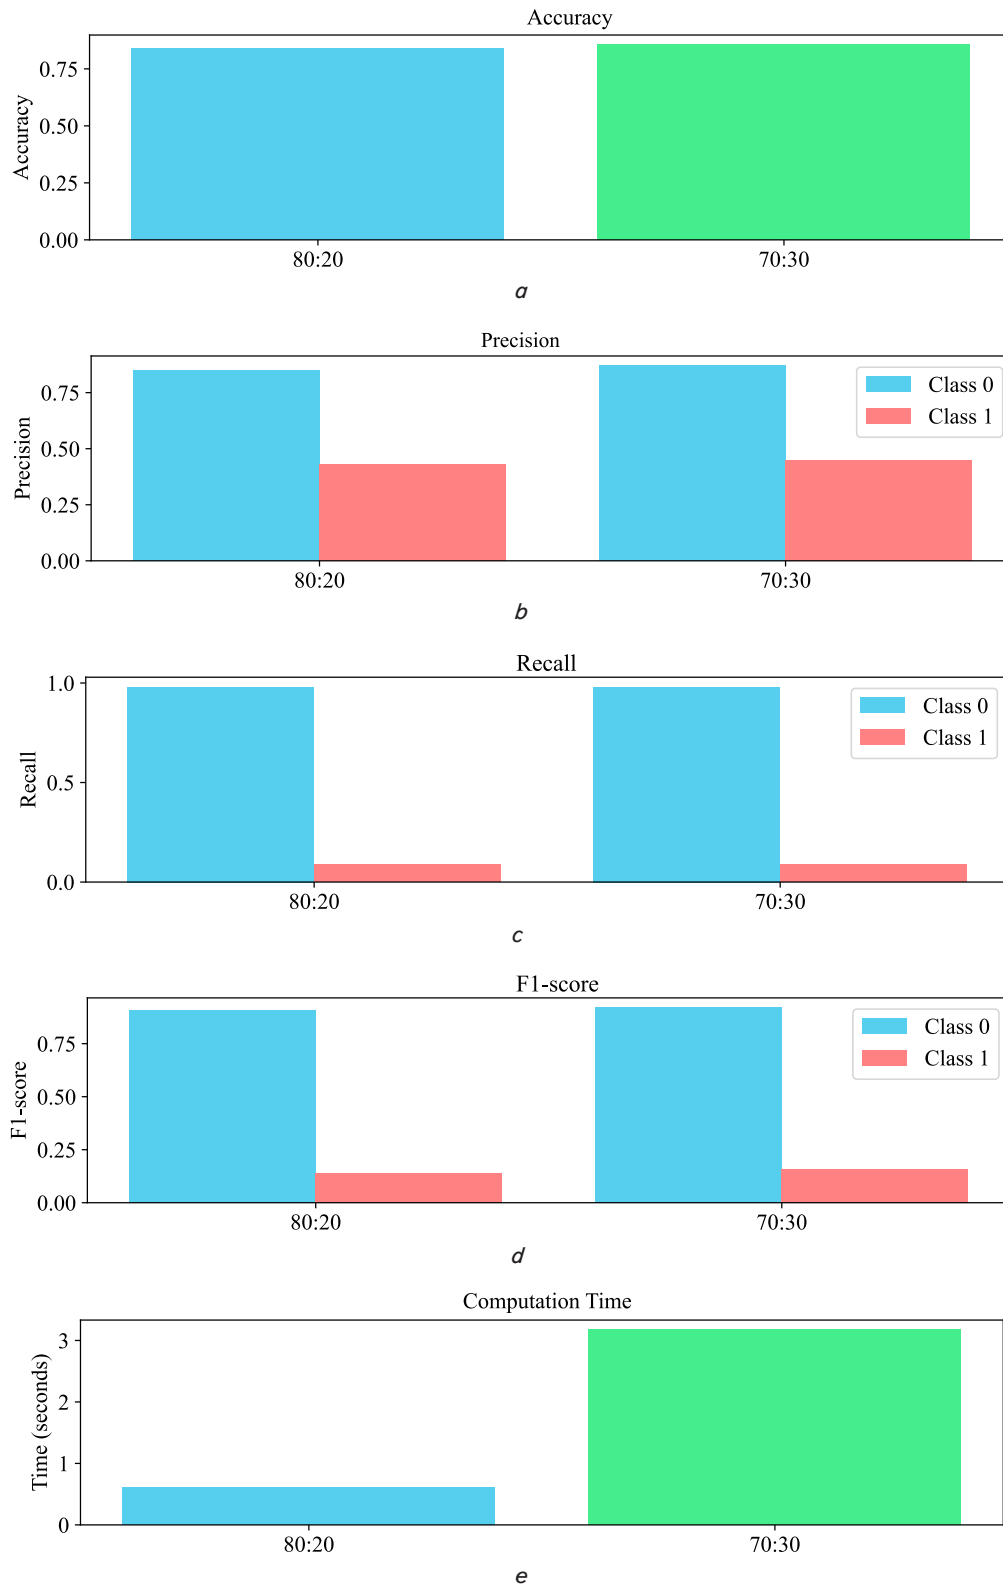 Accuracy
Accuracy
0.75
0.50
0.25
0.00
80:20 70:30
a
Precision
Precision
0.75
0.50
0.25
0.00
Class 0
Class 1
80:20 70:30
b
Recall
Recall
1.0
0.5
0.0
Class 0
Class 1
80:20 70:30
c
F1-score
F1-score
0.75
0.50
0.25
0.00
Class 0
Class 1
80:20 70:30
d
Computation Time
Time (seconds)
3
2
1
0
80:20 70:30
e